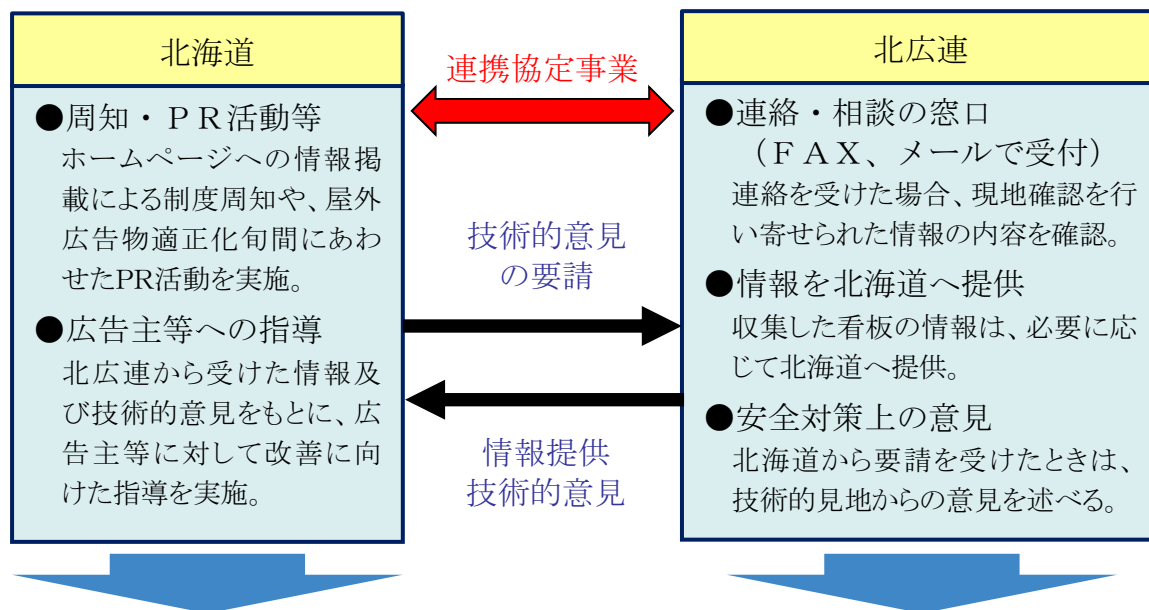 北海道
●周知・ＰＲ活動等
ホームページへの情報掲
載による制度周知や、屋外
広告物適正化旬間にあわ
せたPR活動を実施。
●広告主等への指導
北広連から受けた情報及
び技術的意見をもとに、広
告主等に対して改善に向
けた指導を実施。
連携協定事業
技術的意見
の要請
情報提供
技術的意見
北広連
●連絡・相談の窓口
（ＦＡＸ、メールで受付）
連絡を受けた場合、現地確認を行
い寄せられた情報の内容を確認。
●情報を北海道へ提供
収集した看板の情報は、必要に応
じて北海道へ提供。
●安全対策上の意見
北海道から要請を受けたときは、
技術的見地からの意見を述べる。